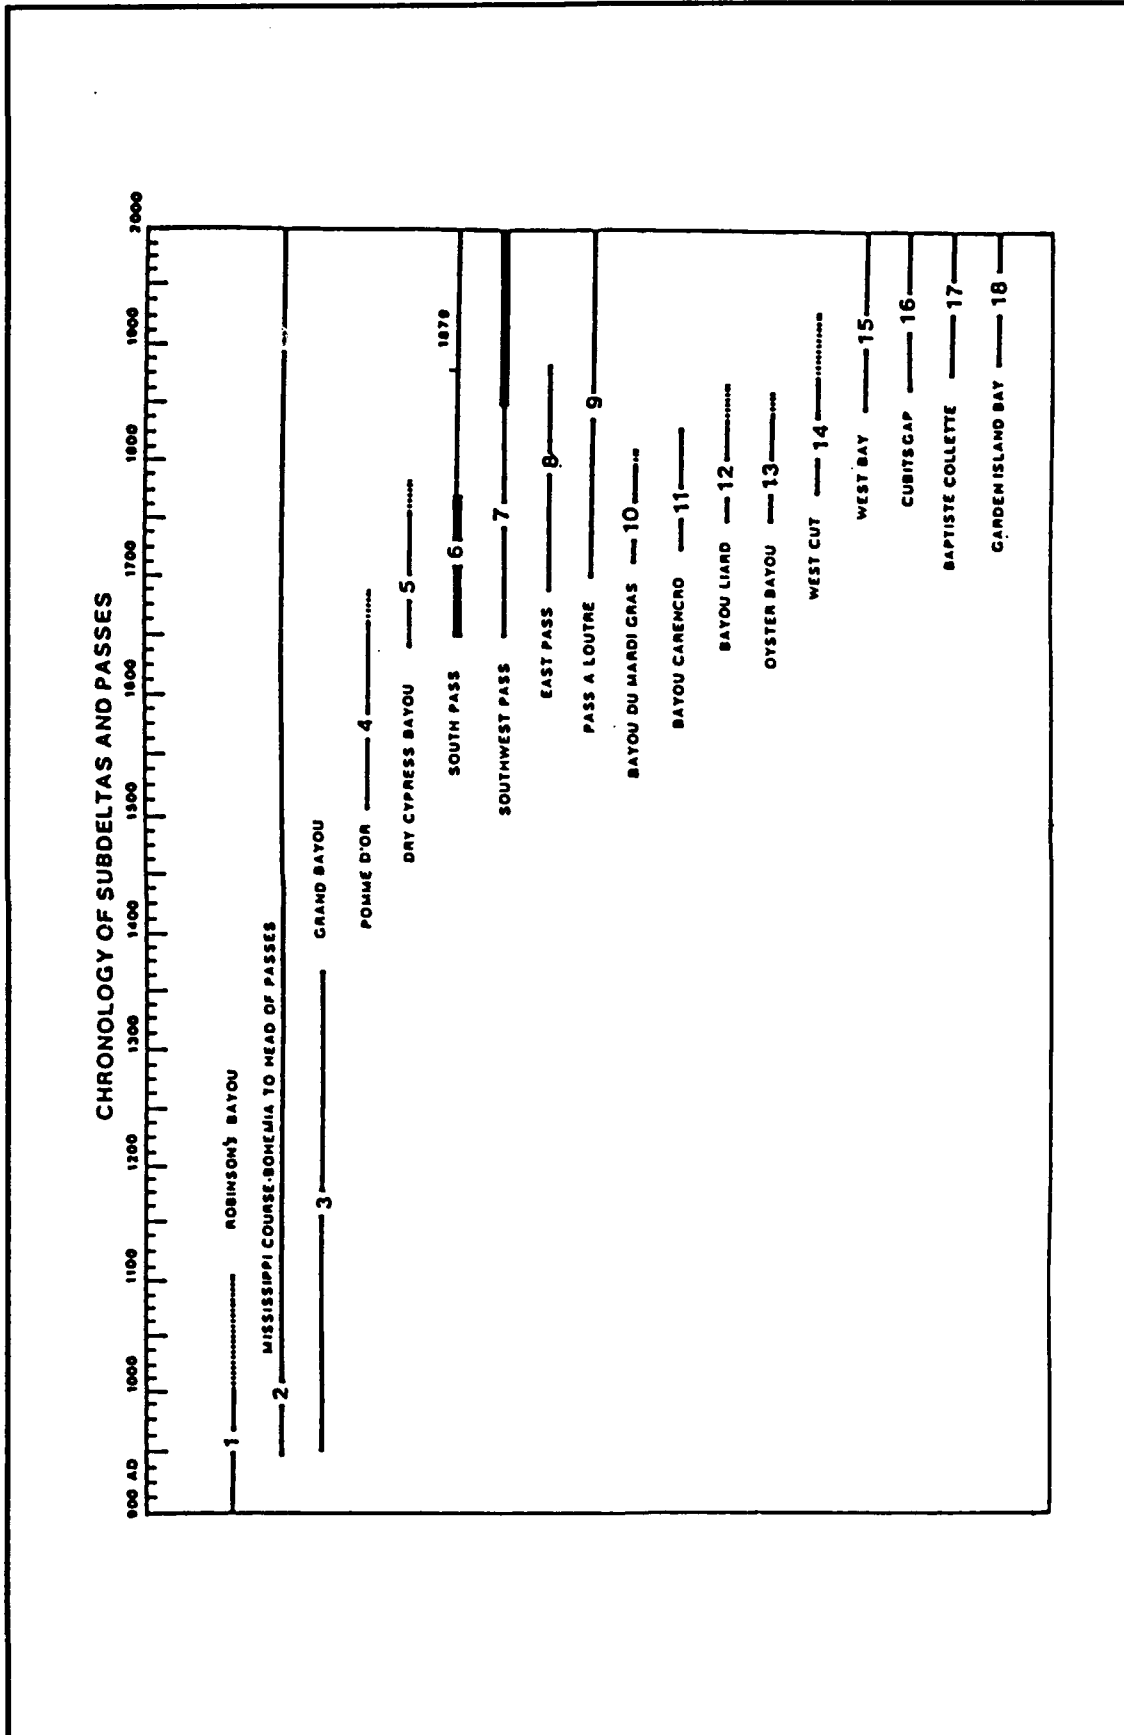 CHRONOLOGY OF SUBDELTAS AND PASSES
900 AD 1000 1100 1200 1300 1400 1500 1600 1700 1800 1900 2000
1 ROBINSON'S BAYOU
MISSISSIPPI COURSE-BOHEMIA TO HEAD OF PASSES
2
3 GRAND BAYOU
POMME D'OR 4
DRY CYPRESS BAYOU 5
1879
SOUTH PASS 6
SOUTHWEST PASS 7
EAST PASS 8
PASS A LOUTRE 9
BAYOU DU MARDI GRAS 10
BAYOU CARENCRO 11
BAYOU LIARD 12
OYSTER BAYOU 13
WEST CUT 14
WEST BAY 15
CUBITS GAP 16
BAPTISTE COLLETTE 17
GARDEN ISLAND BAY 18